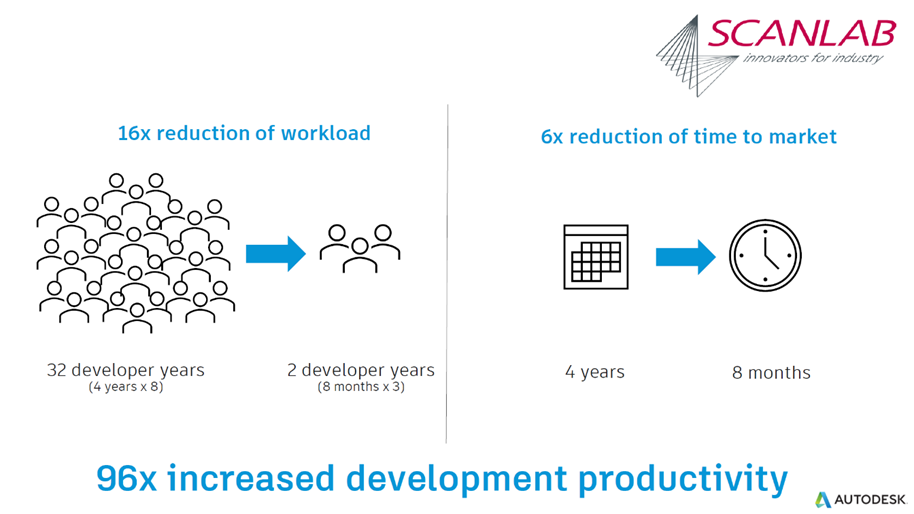 SCANLAB
innovators for industry
16x reduction of workload
6x reduction of time to market
32 developer years
(4 years x 8)
2 developer years
(8 months x 3)
4 years
8 months
96x increased development productivity
AUTODESK.